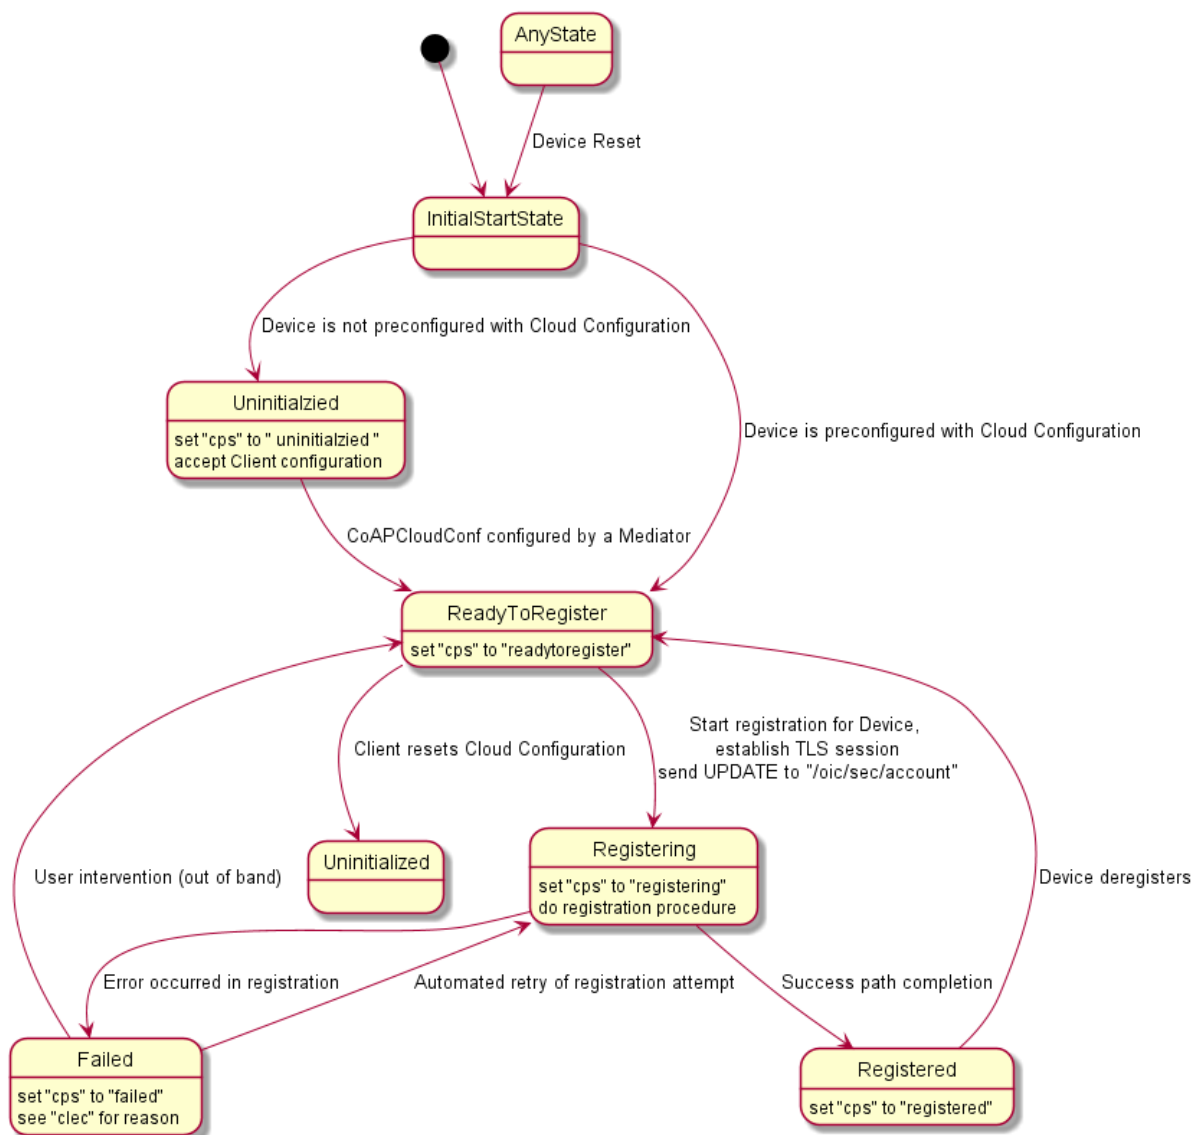 AnyState
Device Reset
InitialStartState
Device is not preconfigured with Cloud Configuration
Uninitialzied
set "cps" to " uninitialzied "
accept Client configuration
Device is preconfigured with Cloud Configuration
CoAPCloudConf configured by a Mediator
ReadyToRegister
set "cps" to "readytoregister"
Client resets Cloud Configuration
Start registration for Device,
establish TLS session
send UPDATE to "/oic/sec/account"
Uninitialized
Registering
set "cps" to "registering"
do registration procedure
User intervention (out of band)
Device deregisters
Error occurred in registration
Automated retry of registration attempt
Success path completion
Failed
set "cps" to "failed"
see "clec" for reason
Registered
set "cps" to "registered"